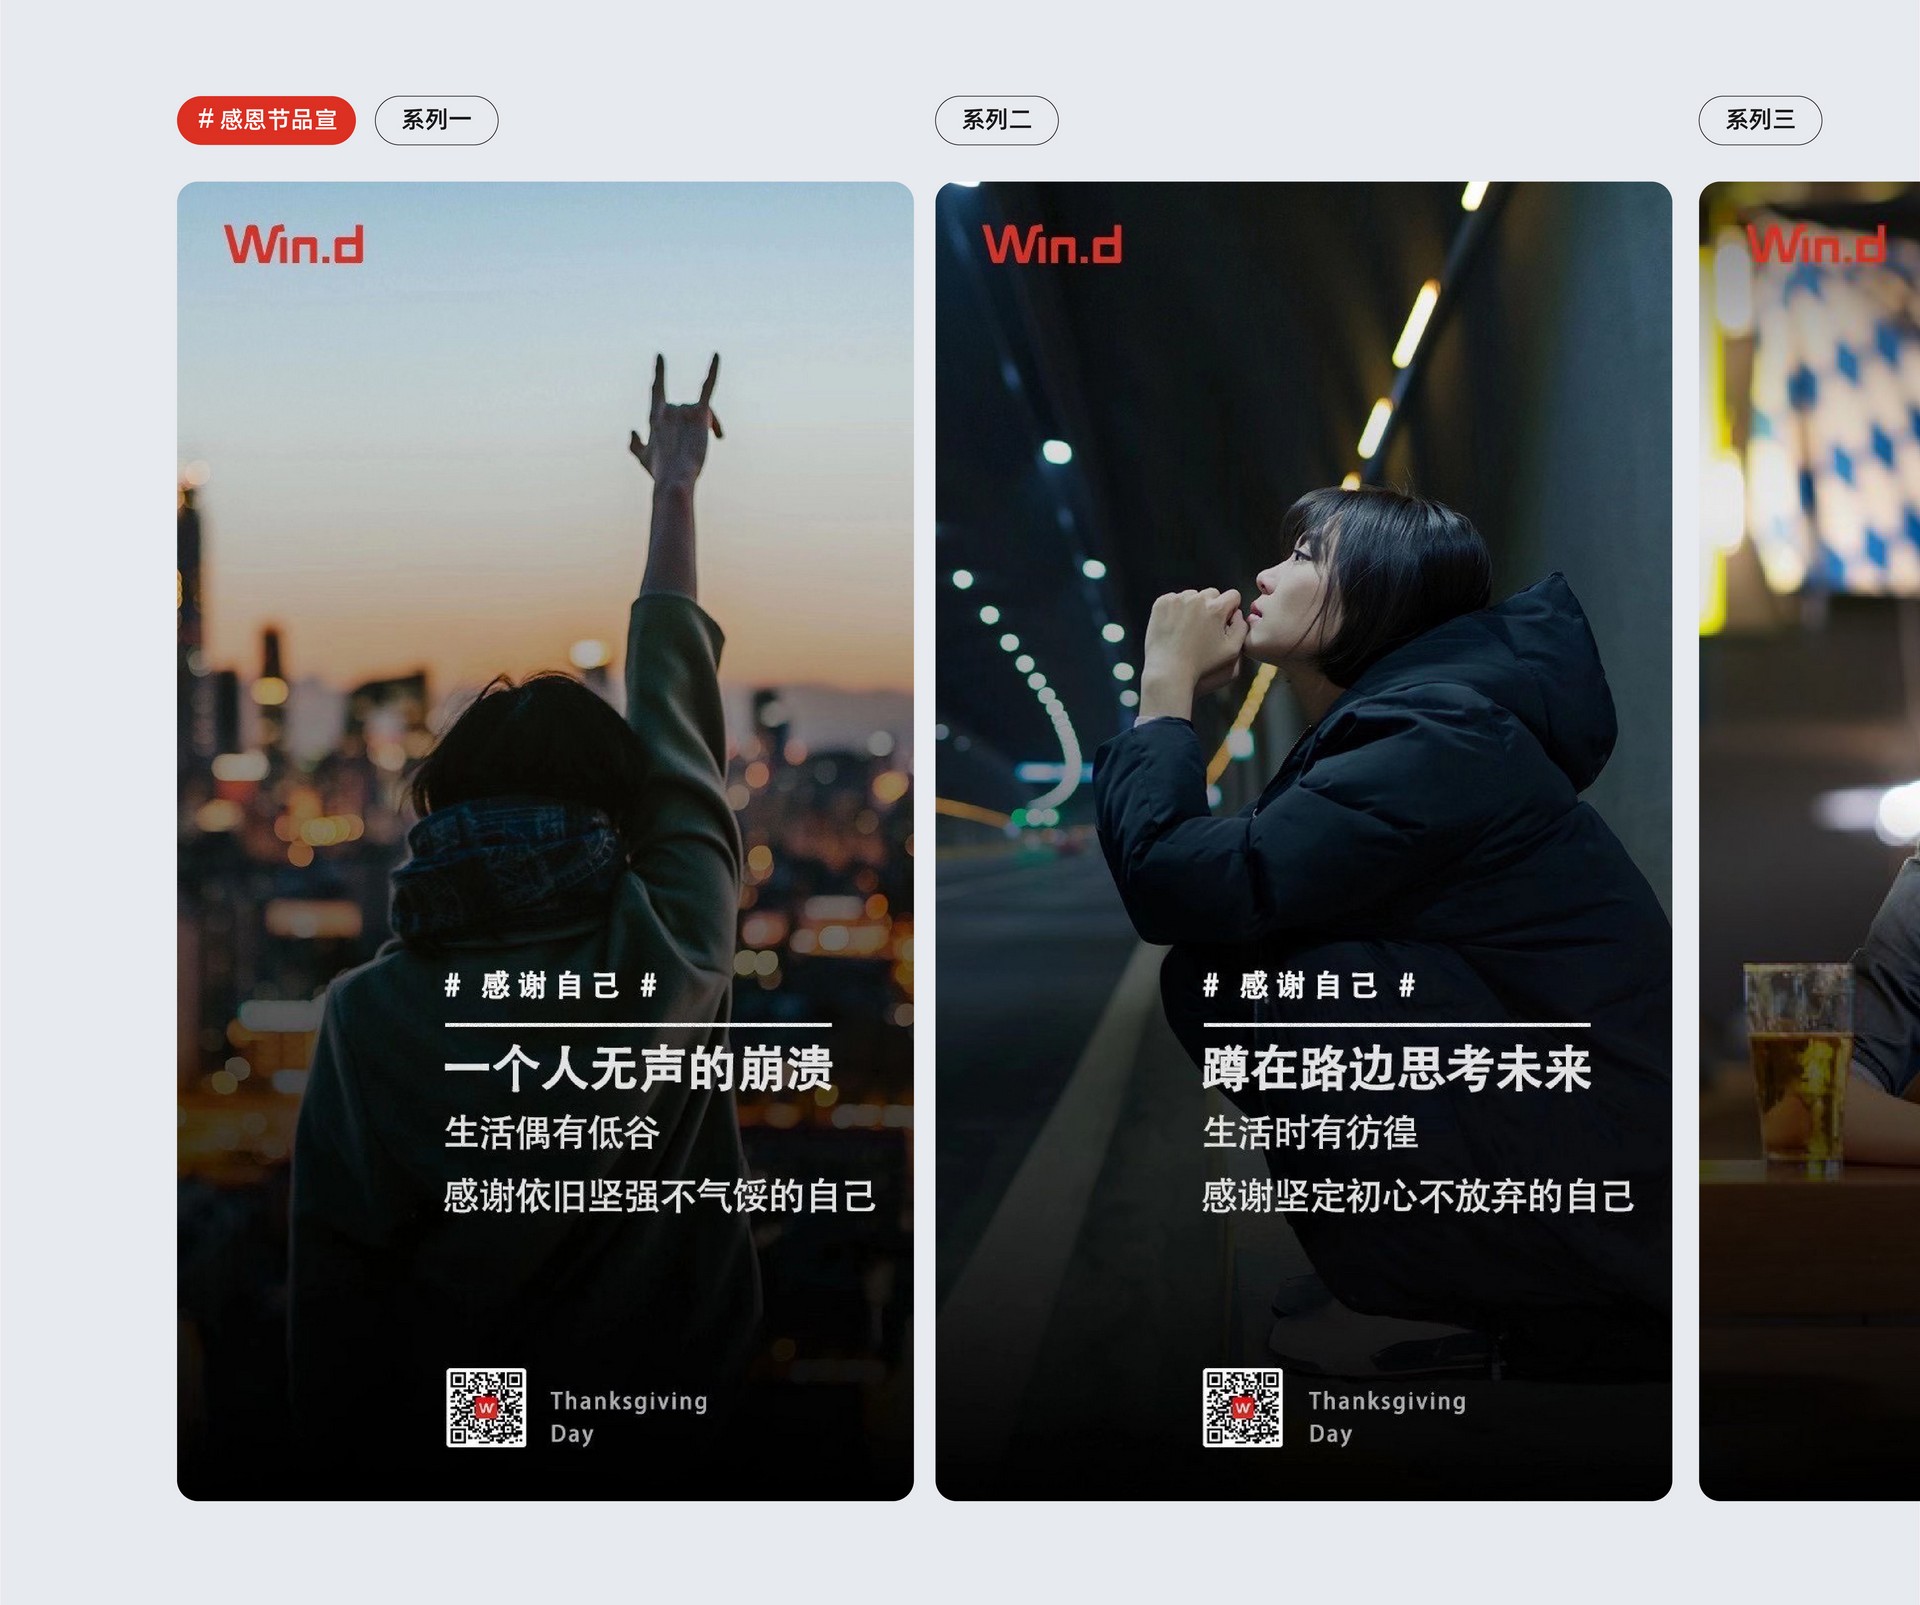 # 感恩节品宣
系列一
系列二
系列三
Win.d
# 感谢自己 #
一个人无声的崩溃
生活偶有低谷
感谢依旧坚强不气馁的自己
W
Thanksgiving
Day
Win.d
# 感谢自己 #
蹲在路边思考未来
生活时有彷徨
感谢坚定初心不放弃的自己
W
Thanksgiving
Day
Win.d